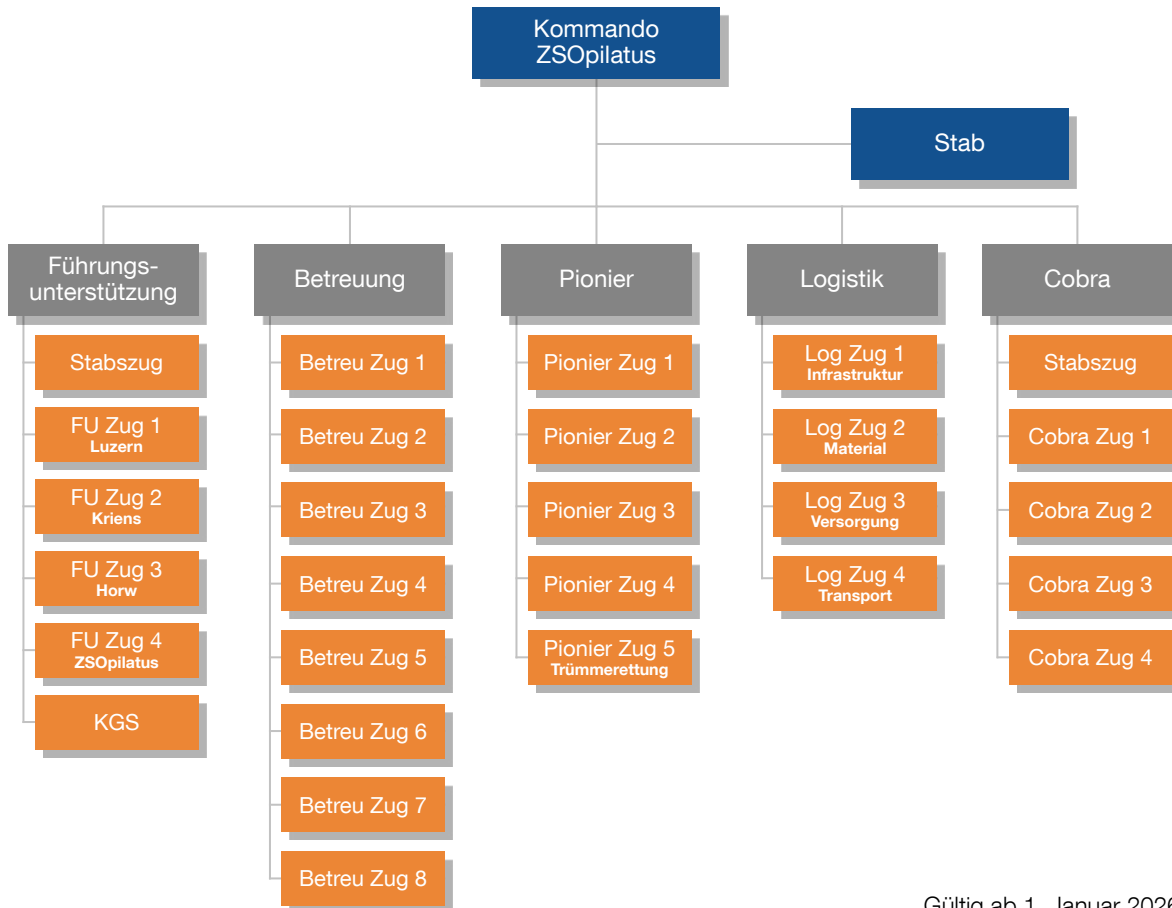 Kommando
ZSOpilatus
Stab
Führungs-
unterstützung
Stabszug
FU Zug 1
Luzern
FU Zug 2
Kriens
FU Zug 3
Horw
FU Zug 4
ZSOpilatus
KGS
Betreuung
Betreu Zug 1
Betreu Zug 2
Betreu Zug 3
Betreu Zug 4
Betreu Zug 5
Betreu Zug 6
Betreu Zug 7
Betreu Zug 8
Pionier
Pionier Zug 1
Pionier Zug 2
Pionier Zug 3
Pionier Zug 4
Pionier Zug 5
Trümmerettung
Logistik
Log Zug 1
Infrastruktur
Log Zug 2
Material
Log Zug 3
Versorgung
Log Zug 4
Transport
Cobra
Stabszug
Cobra Zug 1
Cobra Zug 2
Cobra Zug 3
Cobra Zug 4
Gültig ab 1. Januar 2026